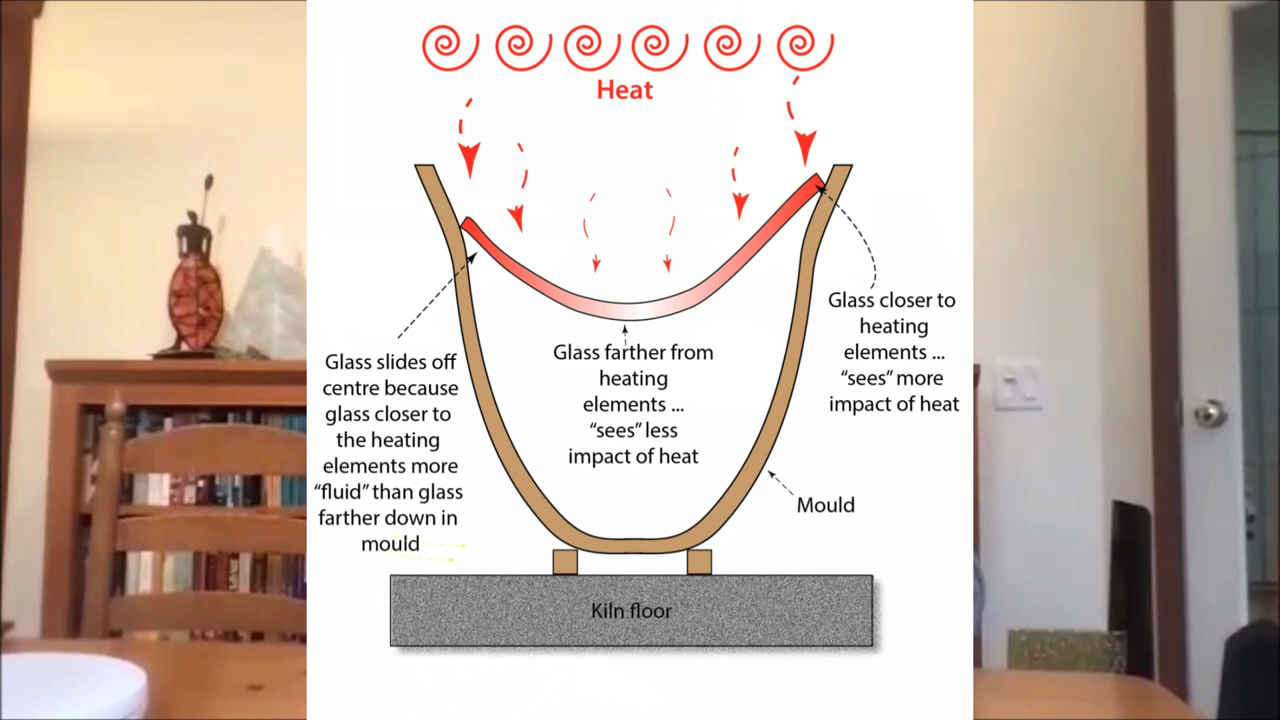 Heat
Glass slides off
centre because
glass closer to
the heating
elements more
“fluid” than glass
farther down in
mould
Glass farther from
heating
elements ...
“sees” less
impact of heat
Glass closer to
heating
elements ...
“sees” more
impact of heat
Mould
Kiln floor